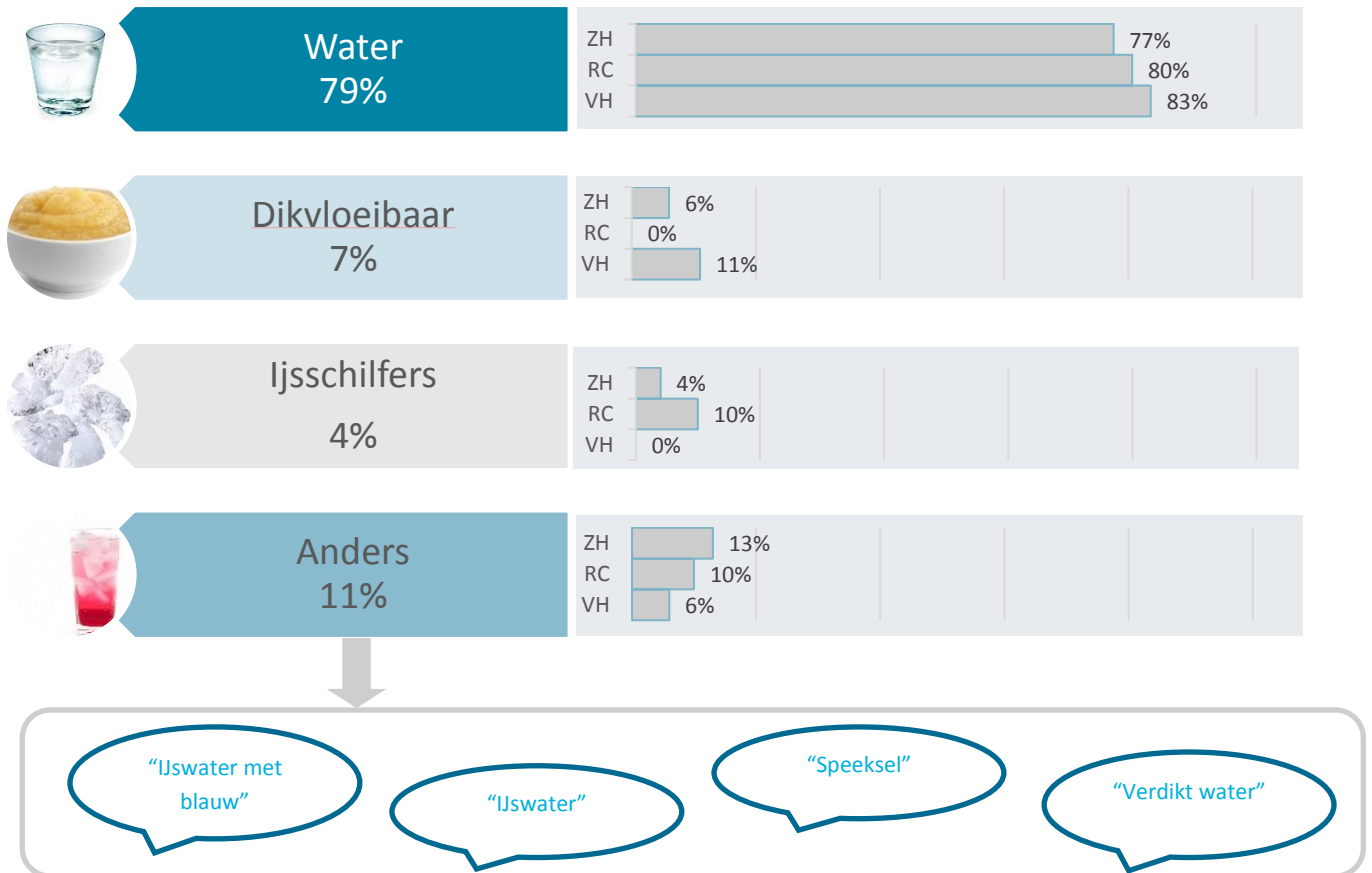 Water
79%
ZH 77%
RC 80%
VH 83%
Dikvloeibaar
7%
ZH 6%
RC 0%
VH 11%
Ijsschilfers
4%
ZH 4%
RC 10%
VH 0%
Anders
11%
ZH 13%
RC 10%
VH 6%
“IJswater met
blauw”
“IJswater”
“Speeksel”
“Verdikt water”